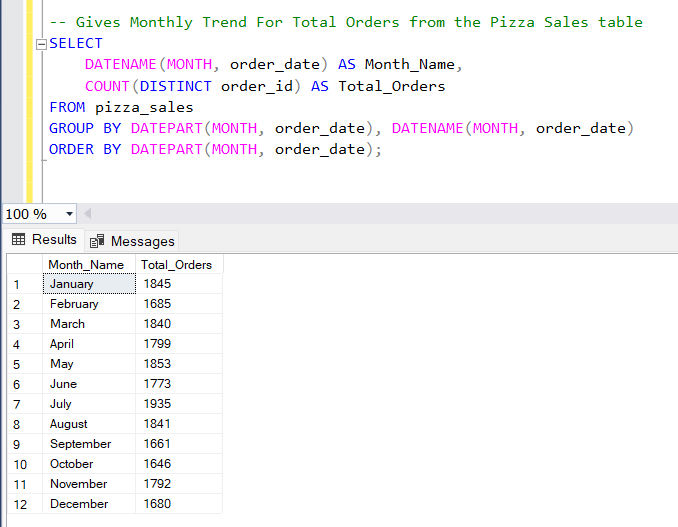 -- Gives Monthly Trend For Total Orders from the Pizza Sales table
SELECT
DATENAME(MONTH, order_date) AS Month_Name,
COUNT(DISTINCT order_id) AS Total_Orders
FROM pizza_sales
GROUP BY DATEPART(MONTH, order_date), DATENAME(MONTH, order_date)
ORDER BY DATEPART(MONTH, order_date);
100 %
Results Messages
Month_Name Total_Orders
1 January 1845
2 February 1685
3 March 1840
4 April 1799
5 May 1853
6 June 1773
7 July 1935
8 August 1841
9 September 1661
10 October 1646
11 November 1792
12 December 1680